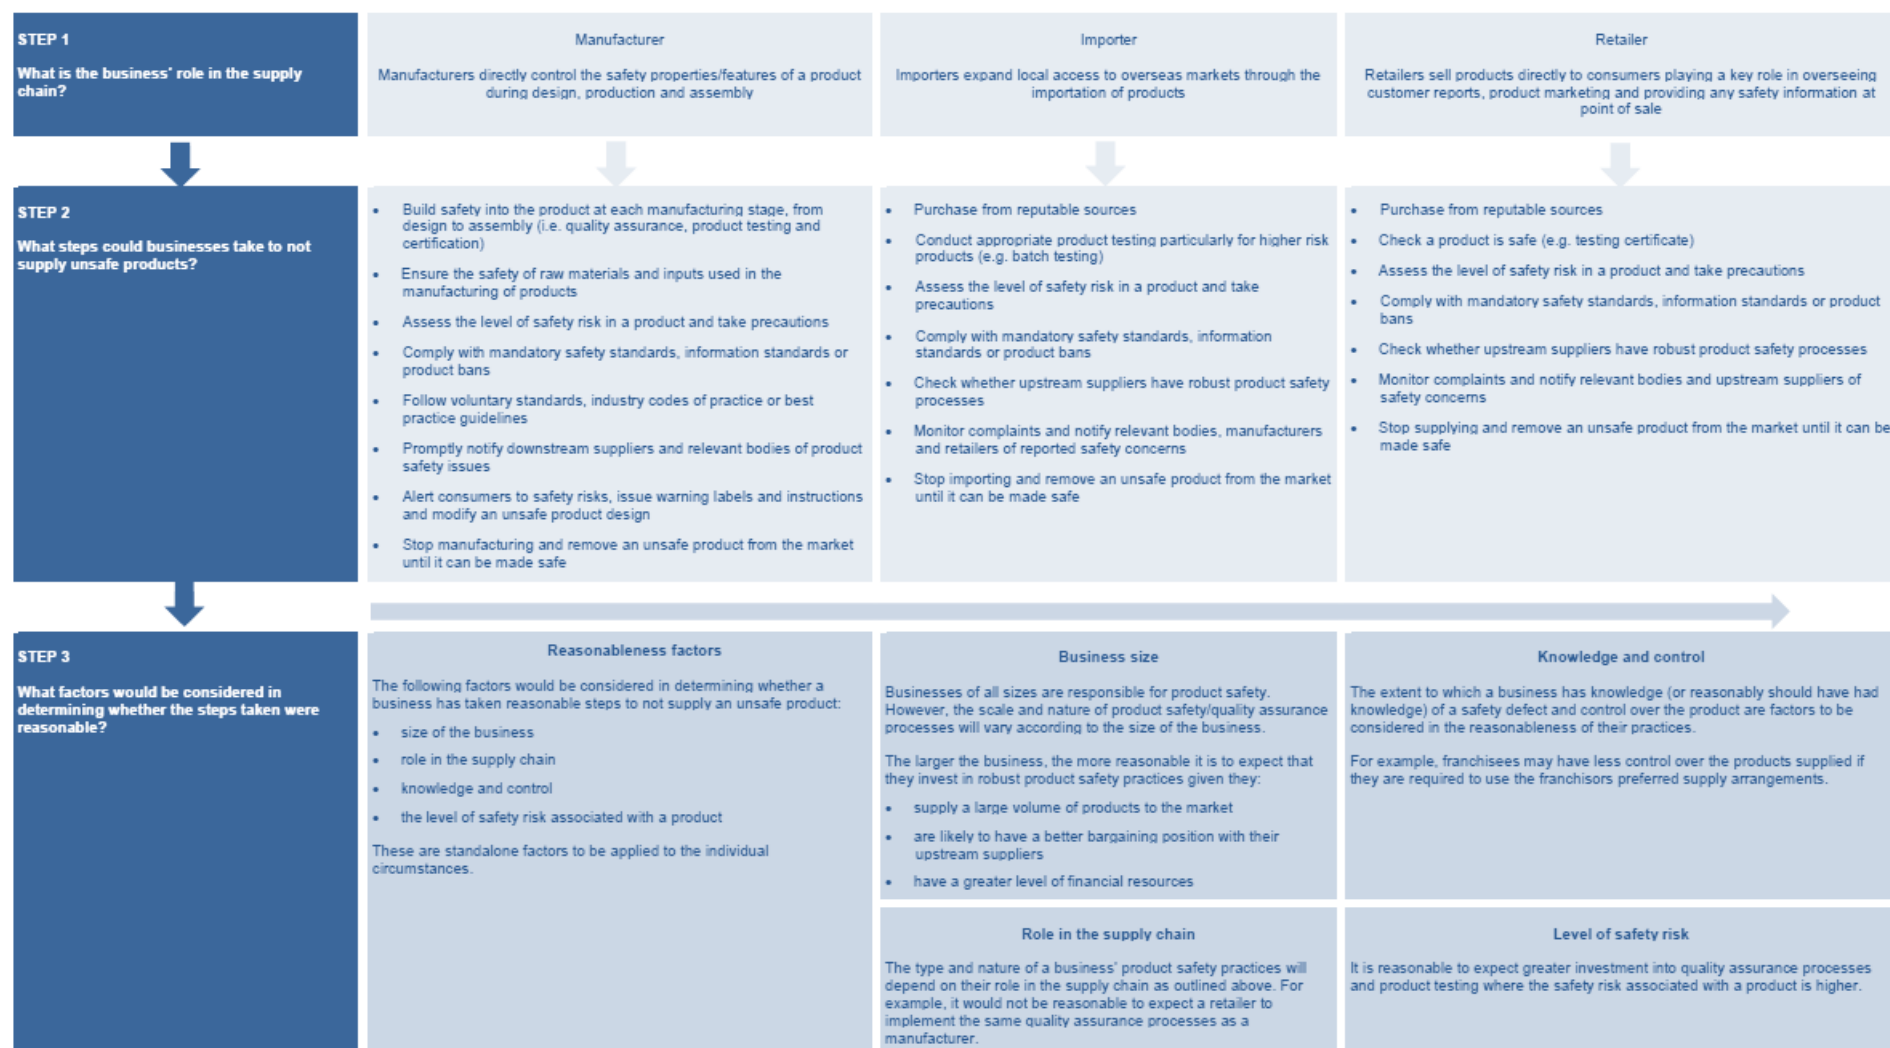 STEP 1
What is the business' role in the supply
chain?
Manufacturer
Manufacturers directly control the safety properties/features of a product
during design, production and assembly
Importer
Importers expand local access to overseas markets through the
importation of products
Retailer
Retailers sell products directly to consumers playing a key role in overseeing
customer reports, product marketing and providing any safety information at
point of sale
STEP 2
What steps could businesses take to not
supply unsafe products?
• Build safety into the product at each manufacturing stage, from
design to assembly (i.e. quality assurance, product testing and
certification)
• Ensure the safety of raw materials and inputs used in the
manufacturing of products
• Assess the level of safety risk in a product and take precautions
• Comply with mandatory safety standards, information standards or
product bans
• Follow voluntary standards, industry codes of practice or best
practice guidelines
• Promptly notify downstream suppliers and relevant bodies of product
safety issues
• Alert consumers to safety risks, issue warning labels and instructions
and modify an unsafe product design
• Stop manufacturing and remove an unsafe product from the market
until it can be made safe
• Purchase from reputable sources
• Conduct appropriate product testing particularly for higher risk
products (e.g. batch testing)
• Assess the level of safety risk in a product and take
precautions
• Comply with mandatory safety standards, information
standards or product bans
• Check whether upstream suppliers have robust product safety
processes
• Monitor complaints and notify relevant bodies, manufacturers
and retailers of reported safety concerns
• Stop importing and remove an unsafe product from the market
until it can be made safe
• Purchase from reputable sources
• Check a product is safe (e.g. testing certificate)
• Assess the level of safety risk in a product and take precautions
• Comply with mandatory safety standards, information standards or product
bans
• Check whether upstream suppliers have robust product safety processes
• Monitor complaints and notify relevant bodies and upstream suppliers of
safety concerns
• Stop supplying and remove an unsafe product from the market until it can be
made safe
STEP 3
What factors would be considered in
determining whether the steps taken were
reasonable?
Reasonableness factors
The following factors would be considered in determining whether a
business has taken reasonable steps to not supply an unsafe product:
• size of the business
• role in the supply chain
• knowledge and control
• the level of safety risk associated with a product
These are standalone factors to be applied to the individual
circumstances.
Business size
Businesses of all sizes are responsible for product safety.
However, the scale and nature of product safety/quality assurance
processes will vary according to the size of the business.
The larger the business, the more reasonable it is to expect that
they invest in robust product safety practices given they:
• supply a large volume of products to the market
• are likely to have a better bargaining position with their
upstream suppliers
• have a greater level of financial resources
Knowledge and control
The extent to which a business has knowledge (or reasonably should have had
knowledge) of a safety defect and control over the product are factors to be
considered in the reasonableness of their practices.
For example, franchisees may have less control over the products supplied if
they are required to use the franchisors preferred supply arrangements.
Role in the supply chain
The type and nature of a business' product safety practices will
depend on their role in the supply chain as outlined above. For
example, it would not be reasonable to expect a retailer to
implement the same quality assurance processes as a
manufacturer.
Level of safety risk
It is reasonable to expect greater investment into quality assurance processes
and product testing where the safety risk associated with a product is higher.